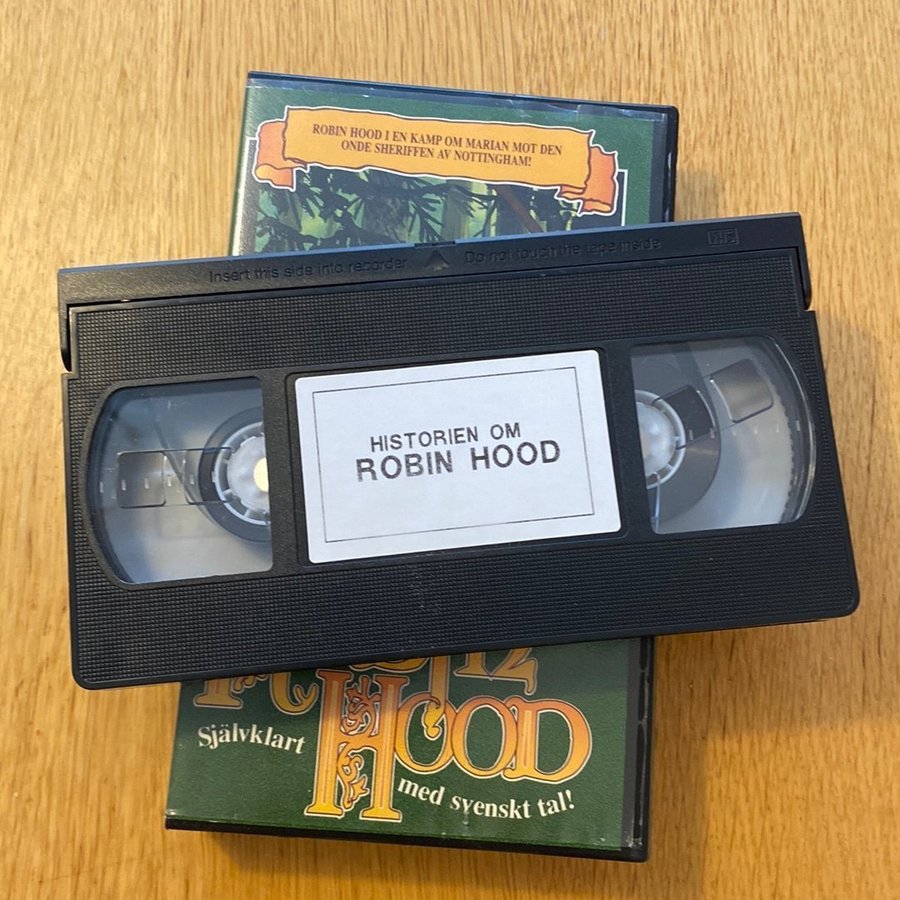 ROBIN HOOD I EN KAMP OM MARIAN MOT DEN
ONDE SHERIFFEN AV NOTTINGHAM!
Insert this side into recorder
Do not touch the tape inside
VHS
HISTORIEN OM
ROBIN HOOD
HOOD
Självklart
med svenskt tal!